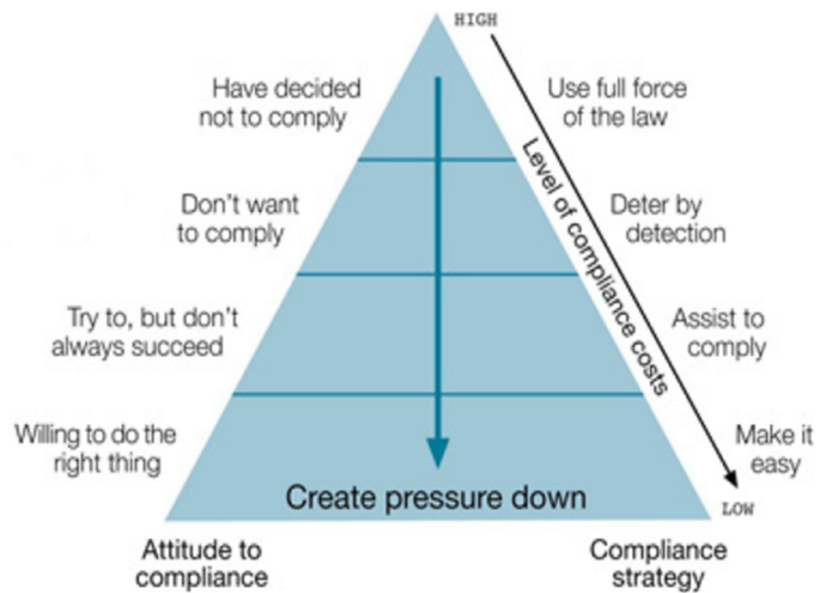 HIGH
Have decided
not to comply
Use full force
of the law
Level of compliance costs
Don't want
to comply
Deter by
detection
Try to, but don't
always succeed
Assist to
comply
Willing to do the
right thing
Make it
easy
Create pressure down
LOW
Attitude to
compliance
Compliance
strategy